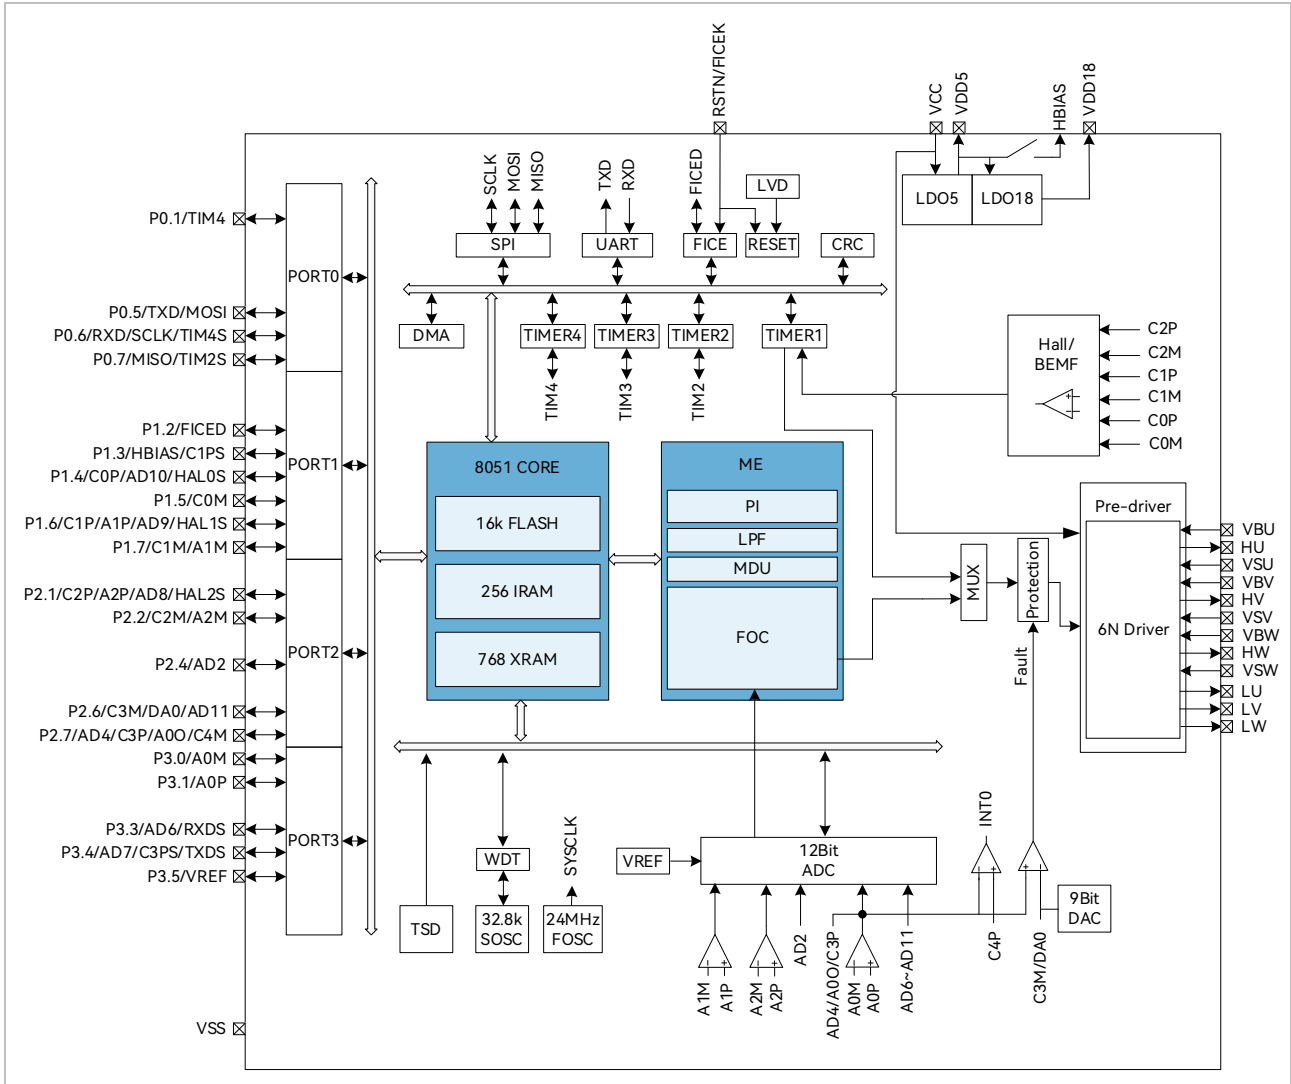 RSTN/FICEK
VCC
VDD5
HBIAS
VDD18
SCLK
MOSI
MISO
TXD
RXD
FICED
LVD
SPI
UART
FICE
RESET
CRC
LDO5
LDO18
P0.1/TIM4
PORT0
P0.5/TXD/MOSI
P0.6/RXD/SCLK/TIM4S
P0.7/MISO/TIM2S
DMA
TIMER4
TIMER3
TIMER2
TIMER1
TIM4
TIM3
TIM2
Hall/
BEMF
C2P
C2M
C1P
C1M
C0P
C0M
P1.2/FICED
P1.3/HBIAS/C1PS
PORT1
P1.4/C0P/AD10/HAL0S
P1.5/C0M
P1.6/C1P/A1P/AD9/HAL1S
P1.7/C1M/A1M
8051 CORE
16k FLASH
256 IRAM
768 XRAM
ME
PI
LPF
MDU
FOC
MUX
Protection
Fault
Pre-driver
6N Driver
VBU
HU
VSU
VBV
HV
VSV
VBW
HW
VSW
LU
LV
LW
P2.1/C2P/A2P/AD8/HAL2S
P2.2/C2M/A2M
PORT2
P2.4/AD2
P2.6/C3M/DA0/AD11
P2.7/AD4/C3P/A0O/C4M
P3.0/A0M
P3.1/A0P
P3.3/AD6/RXDS
PORT3
P3.4/AD7/C3PS/TXDS
P3.5/VREF
VSS
TSD
WDT
32.8k
SOSC
SYSCLK
24MHz
FOSC
VREF
12Bit
ADC
INT0
9Bit
DAC
A1M
A1P
A2M
A2P
AD2
AD4/A0O/C3P
A0M
A0P
AD6~AD11
C4P
C3M/DA0